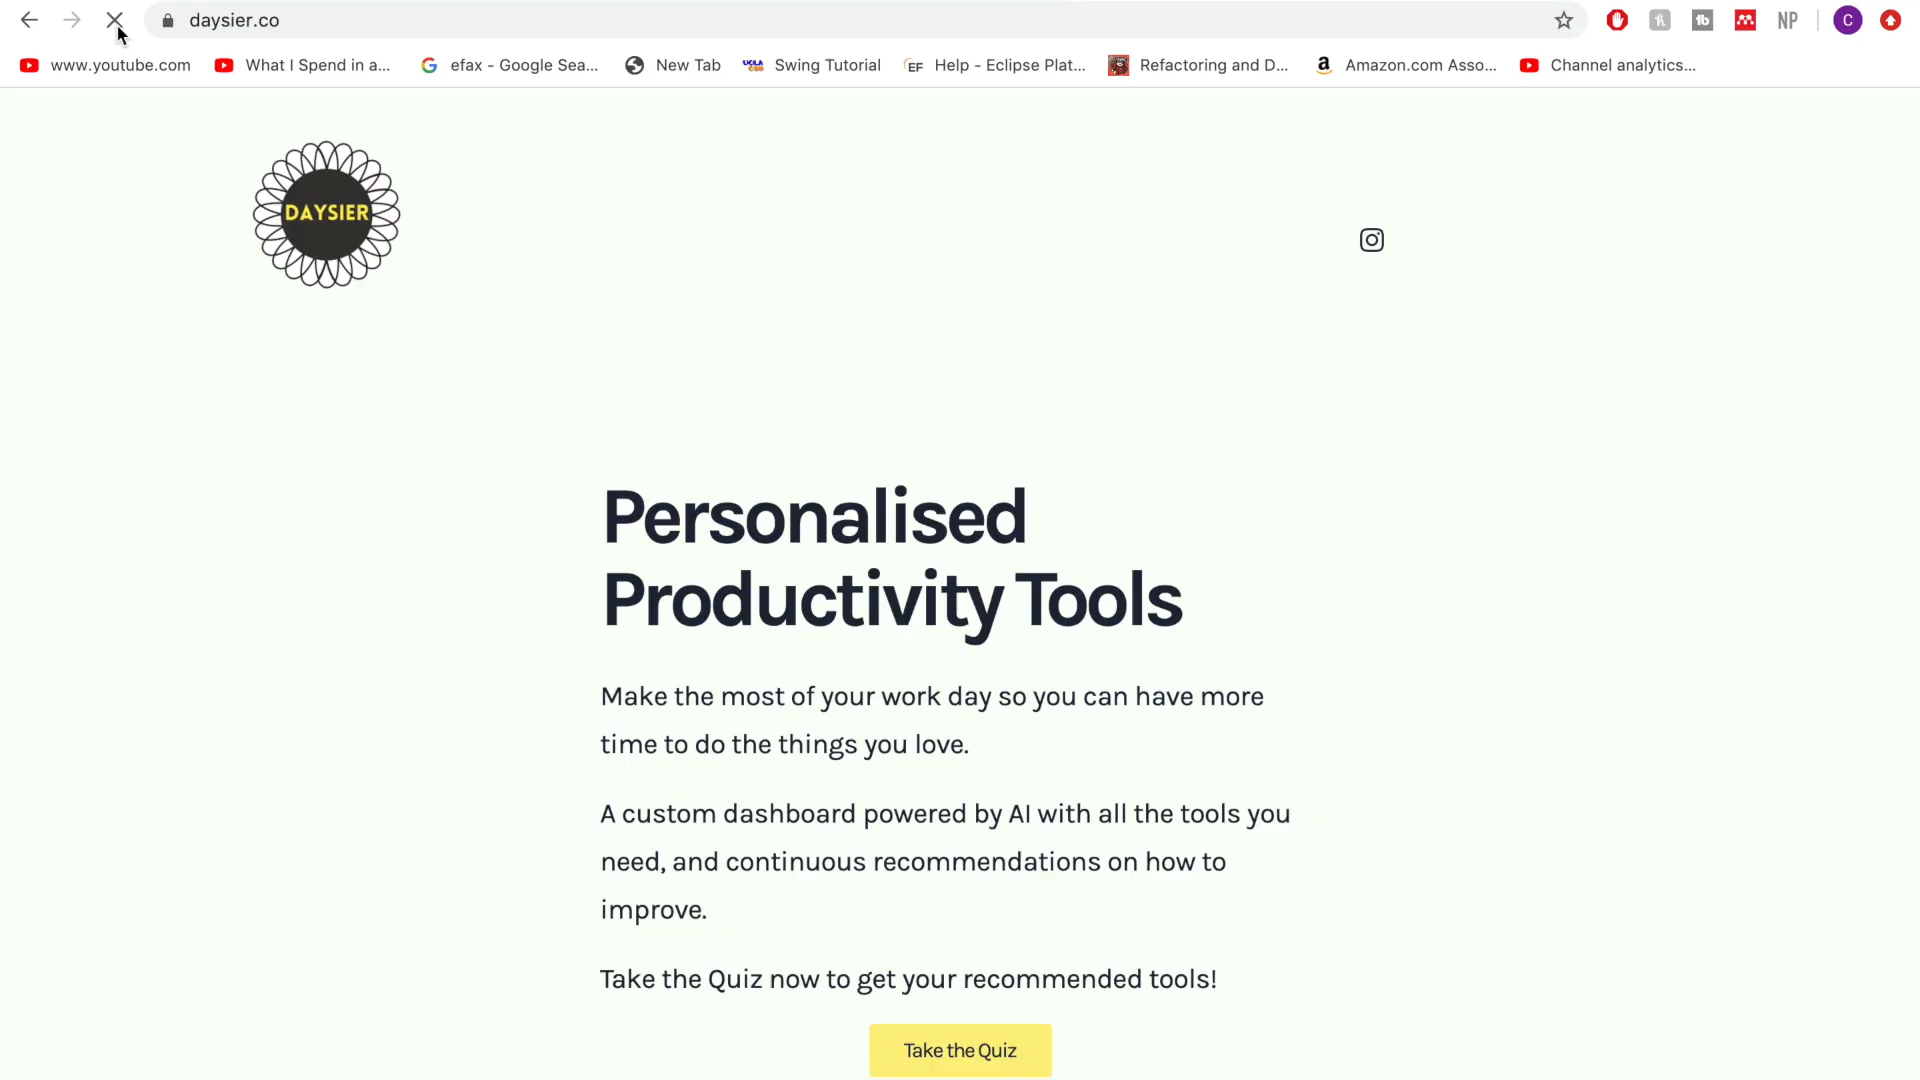 daysier.co
NP
C
www.youtube.com
What I Spend in a...
efax - Google Sea...
New Tab
UCLA
Swing Tutorial
EF
Help - Eclipse Plat...
Refactoring and D...
a
Amazon.com Asso...
Channel analytics...
DAYSIER
Personalised
Productivity Tools
Make the most of your work day so you can have more
time to do the things you love.
A custom dashboard powered by AI with all the tools you
need, and continuous recommendations on how to
improve.
Take the Quiz now to get your recommended tools!
Take the Quiz